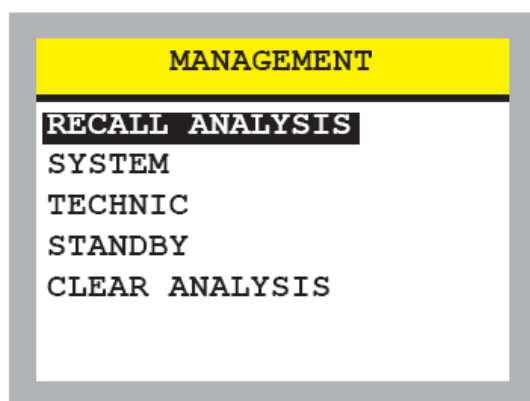 MANAGEMENT
RECALL ANALYSIS
SYSTEM
TECHNIC
STANDBY
CLEAR ANALYSIS